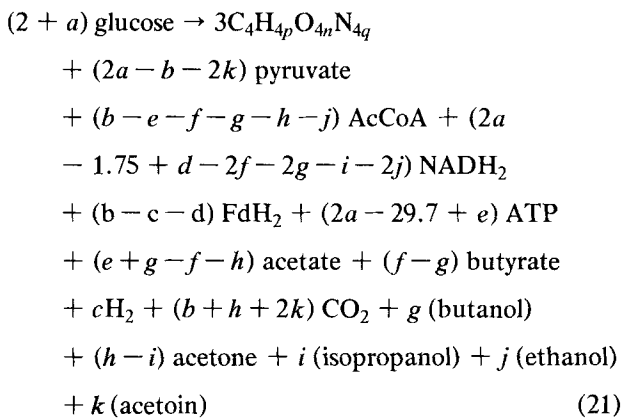 (2 + a) glucose → 3C₄H₄ₚO₄ₙN₄q
+ (2a − b − 2k) pyruvate
+ (b − e − f − g − h − j) AcCoA + (2a
− 1.75 + d − 2f − 2g − i − 2j) NADH₂
+ (b − c − d) FdH₂ + (2a − 29.7 + e) ATP
+ (e + g − f − h) acetate + (f − g) butyrate
+ cH₂ + (b + h + 2k) CO₂ + g (butanol)
+ (h − i) acetone + i (isopropanol) + j (ethanol)
+ k (acetoin) (21)